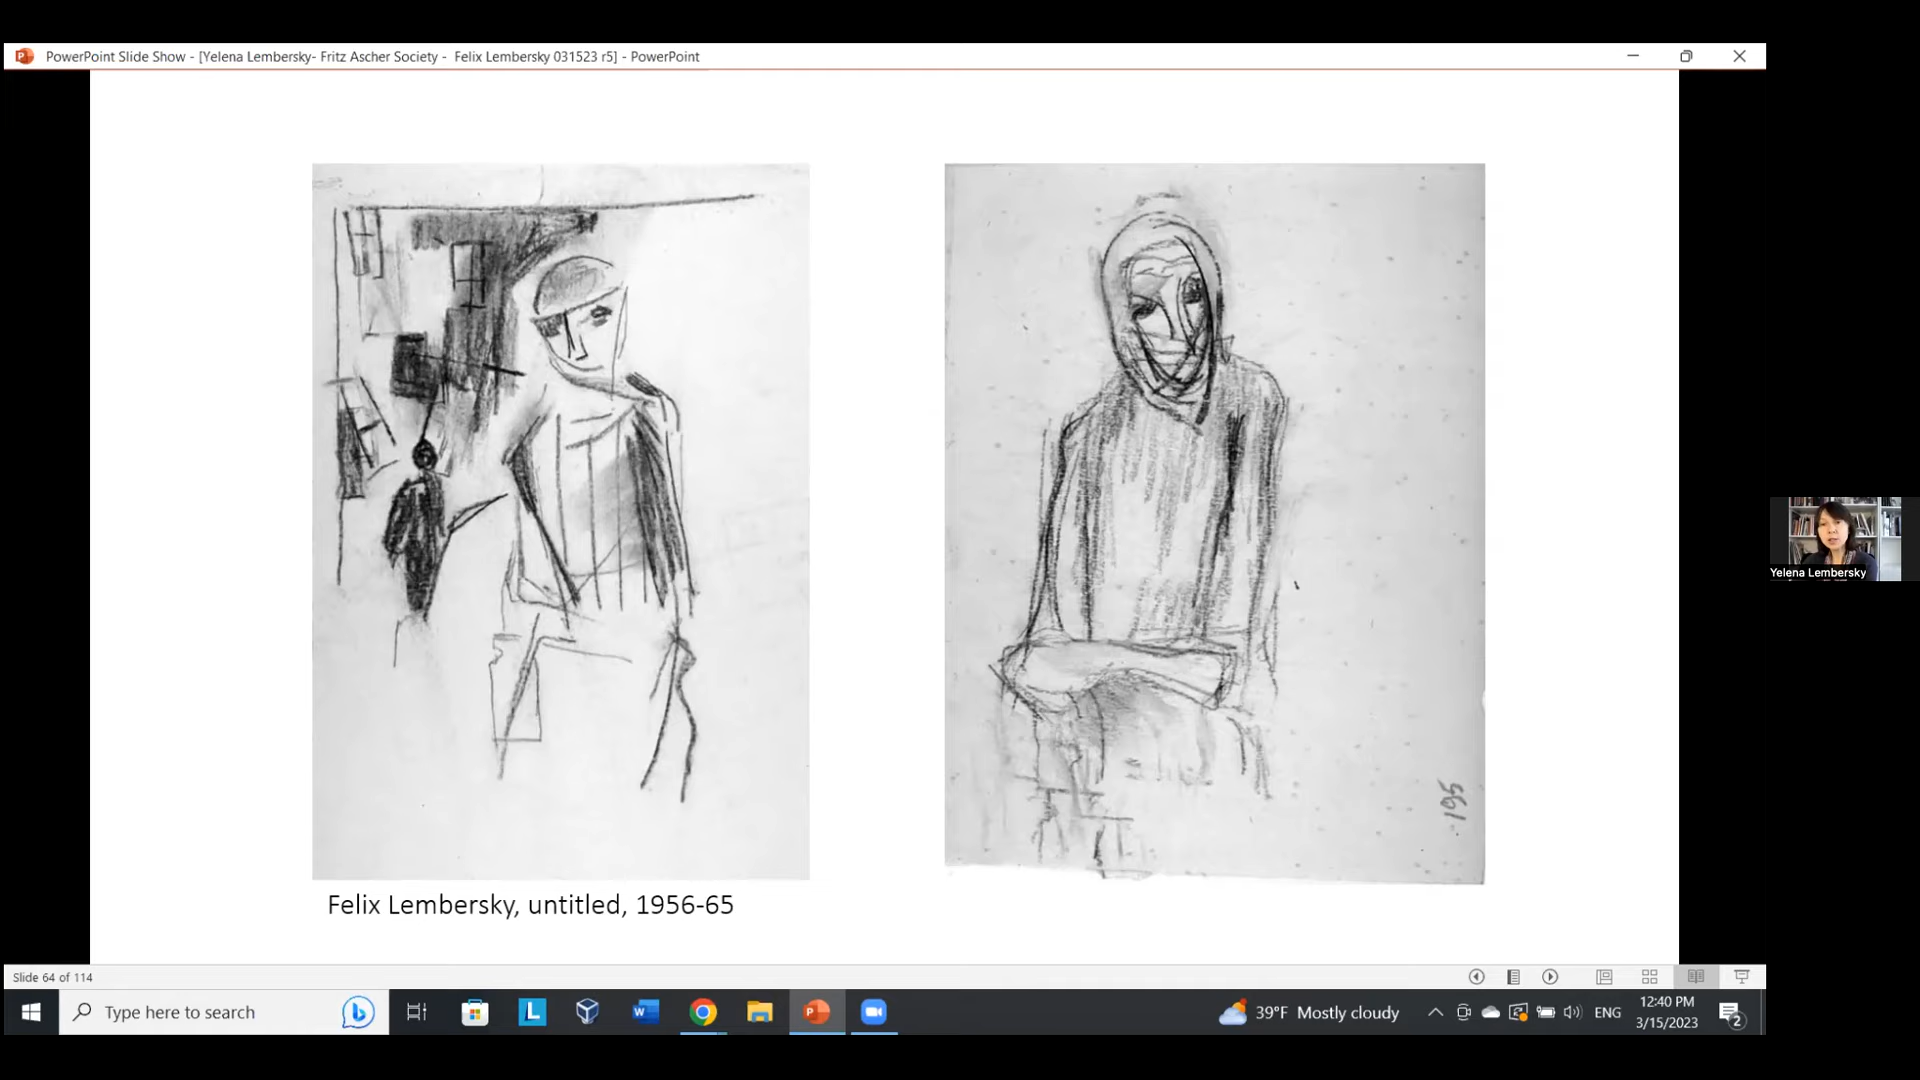 PowerPoint Slide Show - [Yelena Lembersky- Fritz Ascher Society - Felix Lembersky 031523 r5] - PowerPoint
195
Felix Lembersky, untitled, 1956-65
Yelena Lembersky
Slide 64 of 114
Type here to search
39°F Mostly cloudy
ENG
12:40 PM
3/15/2023
2